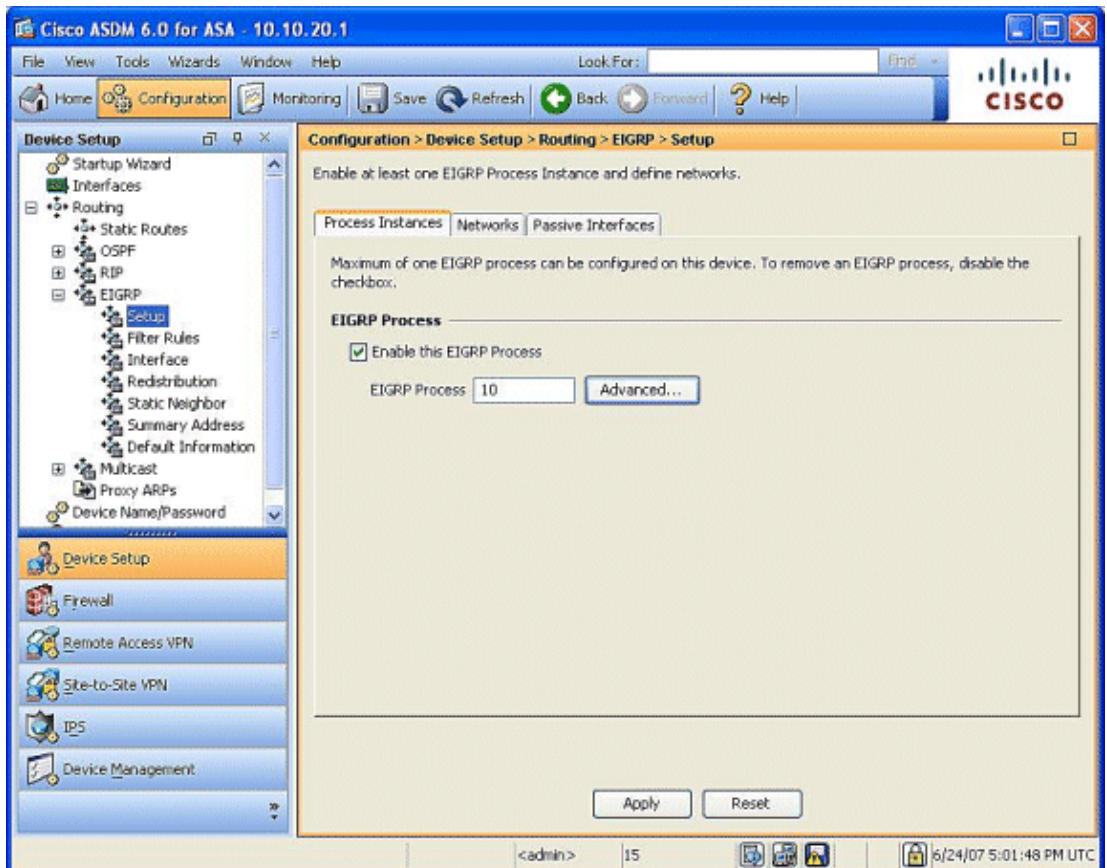 Cisco ASDM 6.0 for ASA - 10.10.20.1
File View Tools Wizards Window Help Look For: Find
Home Configuration Monitoring Save Refresh Back Forward Help
CISCO
Device Setup
Startup Wizard
Interfaces
Routing
Static Routes
OSPF
RIP
EIGRP
Setup
Filter Rules
Interface
Redistribution
Static Neighbor
Summary Address
Default Information
Multicast
Proxy ARPs
Device Name/Password
Device Setup
Firewall
Remote Access VPN
Site-to-Site VPN
IPS
Device Management
Configuration > Device Setup > Routing > EIGRP > Setup
Enable at least one EIGRP Process Instance and define networks.
Process Instances Networks Passive Interfaces
Maximum of one EIGRP process can be configured on this device. To remove an EIGRP process, disable the
checkbox.
EIGRP Process
Enable this EIGRP Process
EIGRP Process 10 Advanced...
Apply Reset
<admin> 15 6/24/07 5:01:48 PM UTC